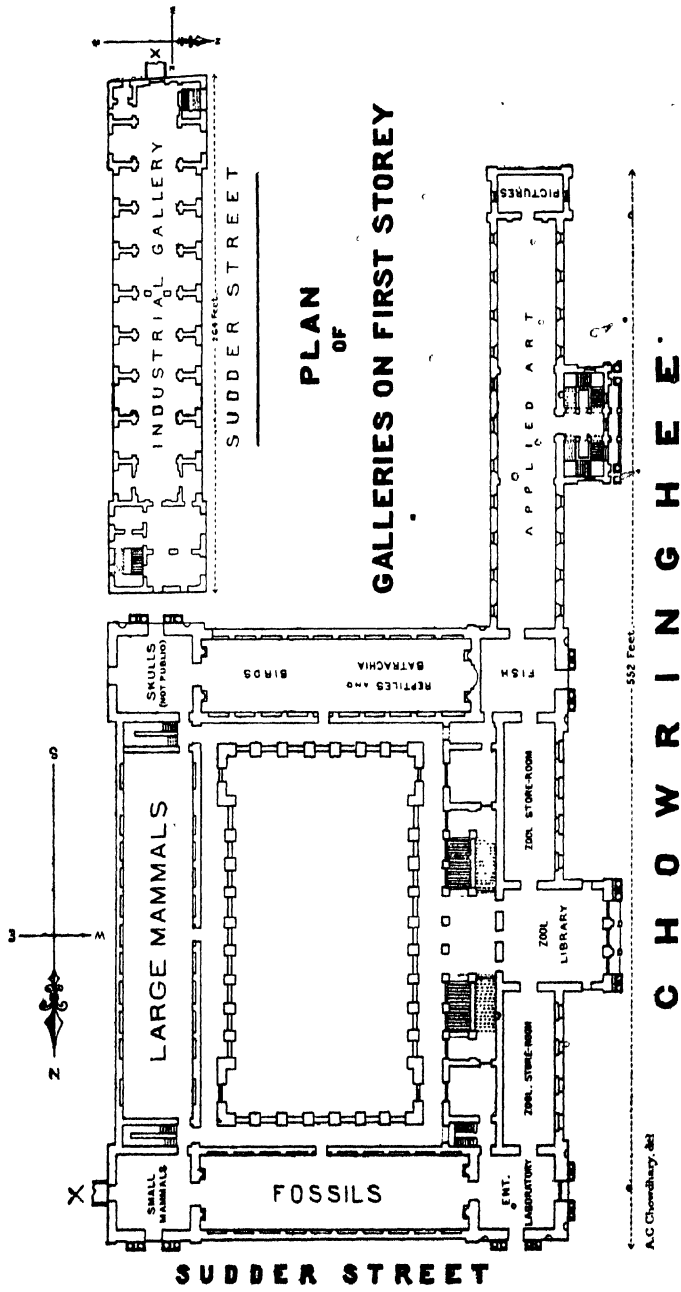 PLAN
OF
GALLERIES ON FIRST STOREY
X
INDUSTRIAL GALLERY
264 Feet.
SUDDER STREET
PICTURES
APPLIED ART
SKULLS
(NOT PUBLIC)
BIRDS
REPTILES AND
BATRACHIA
FISH
S
E
W
N
LARGE MAMMALS
ZOOL STORE-ROOM
ZOOL
LIBRARY
ZOOL. STORE-ROOM
X
SMALL
MAMMALS
FOSSILS
ENT.
LABORATORY
552 Feet.
CHOWRINGHEE.
A.C Chowdhary. del
SUDDER STREET